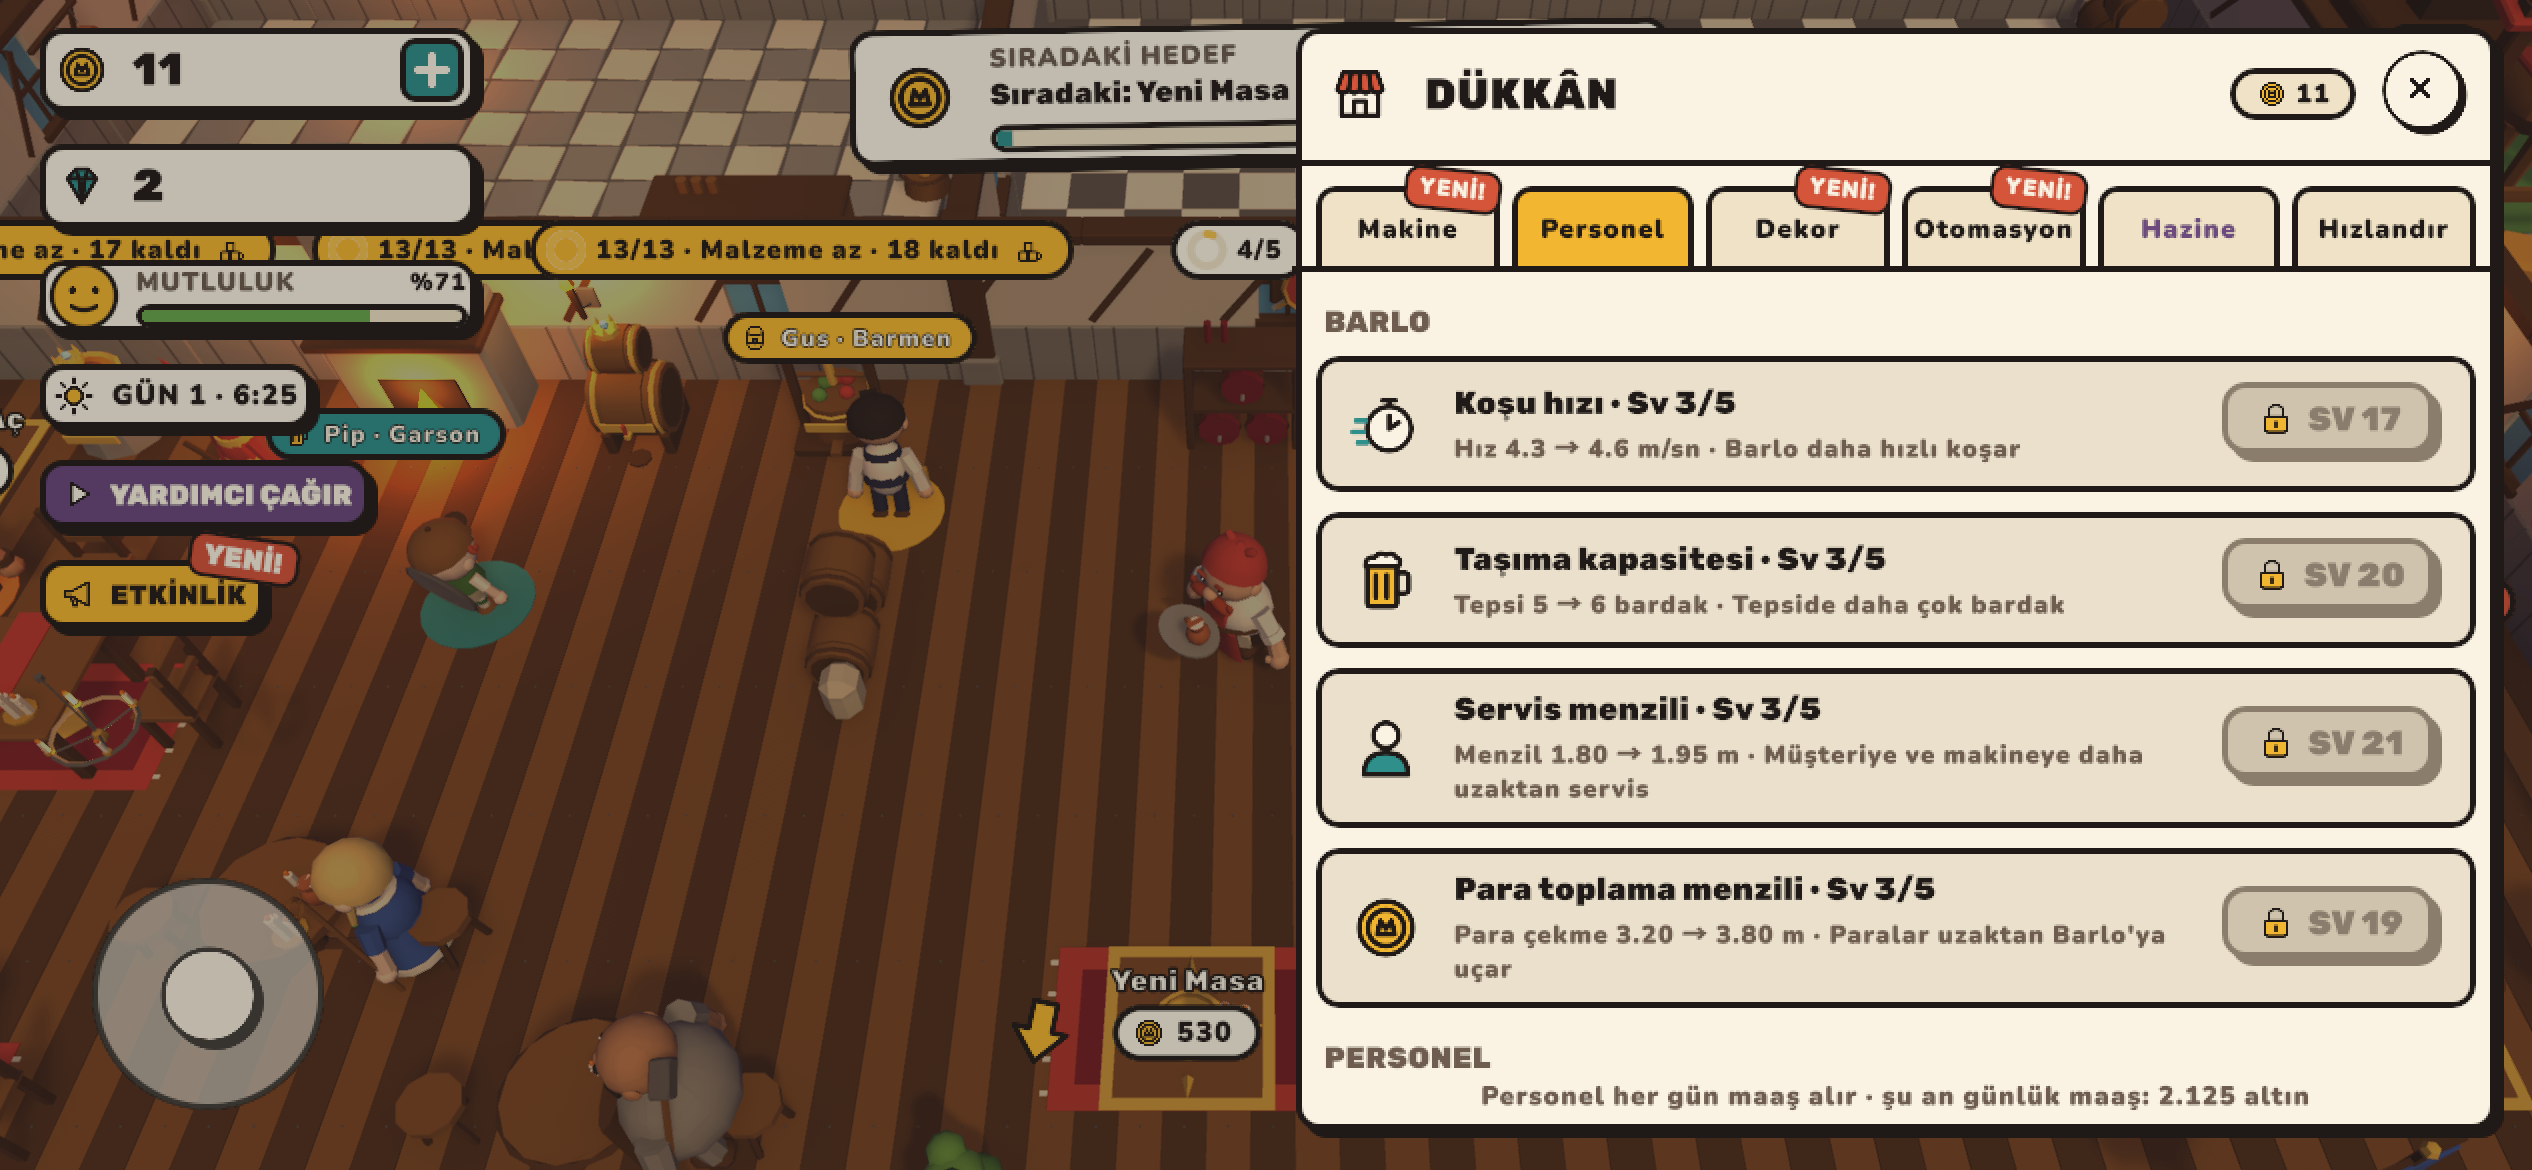 11
2
MUTLULUK %71
GÜN 1 · 6:25
YARDIMCI ÇAĞIR
YENİ!
ETKİNLİK
SIRADAKİ HEDEF
Sıradaki: Yeni Masa
az · 17 kaldı
13/13 ·
13/13 · Malzeme az · 18 kaldı
4/5
Gus · Barmen
Pip · Garson
Yeni Masa
530
DÜKKÂN
11
YENİ!
YENİ!
YENİ!
Makine
Personel
Dekor
Otomasyon
Hazine
Hızlandır
BARLO
Koşu hızı · Sv 3/5
Hız 4.3 → 4.6 m/sn · Barlo daha hızlı koşar
SV 17
Taşıma kapasitesi · Sv 3/5
Tepsi 5 → 6 bardak · Tepside daha çok bardak
SV 20
Servis menzili · Sv 3/5
Menzil 1.80 → 1.95 m · Müşteriye ve makineye daha
uzaktan servis
SV 21
Para toplama menzili · Sv 3/5
Para çekme 3.20 → 3.80 m · Paralar uzaktan Barlo'ya
uçar
SV 19
PERSONEL
Personel her gün maaş alır · şu an günlük maaş: 2.125 altın